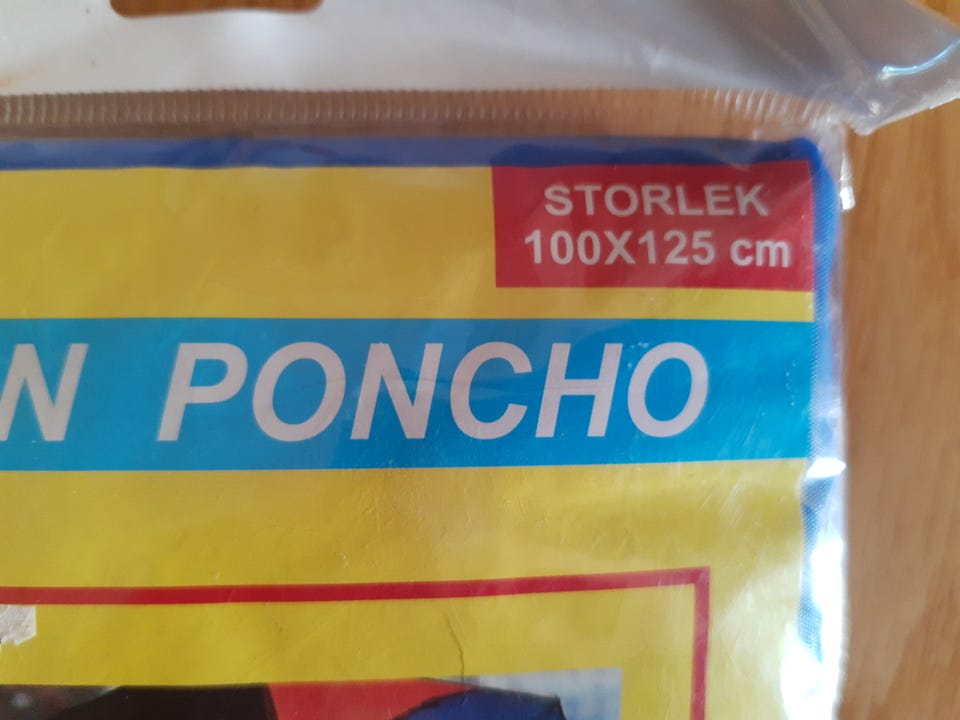 STORLEK
100X125 cm
N PONCHO